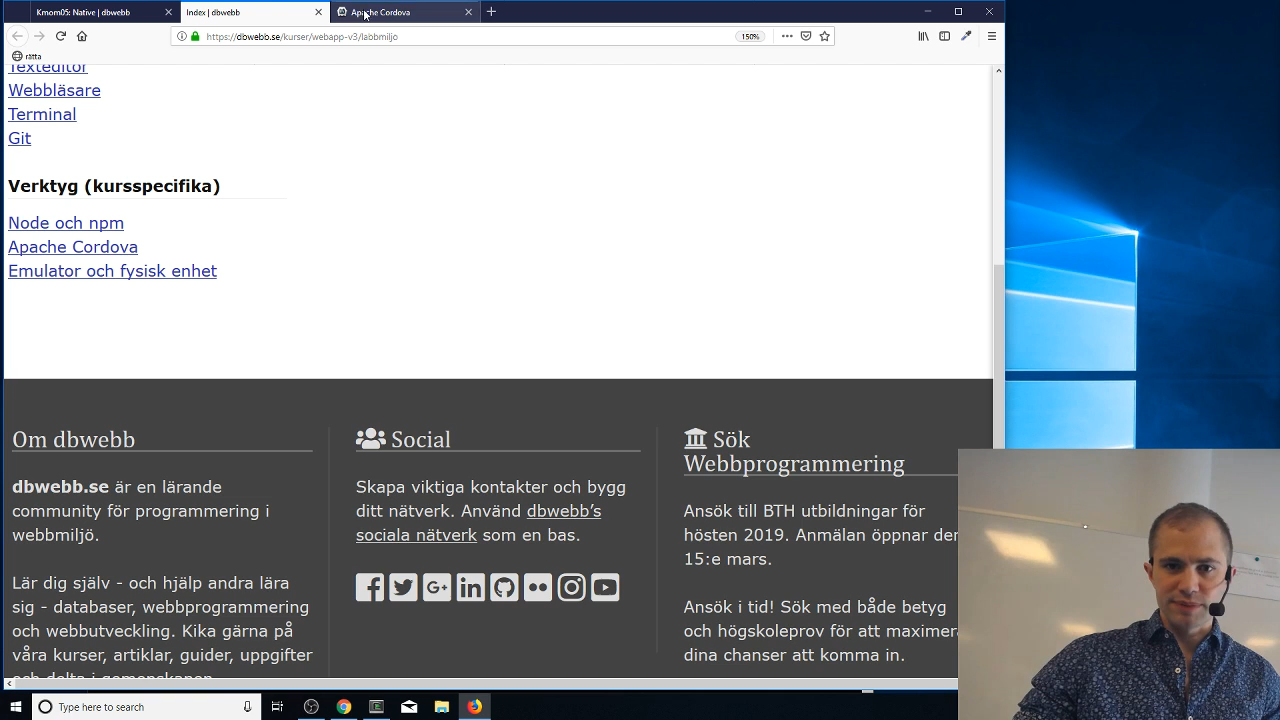 Kmom05: Native | dbwebb
Index | dbwebb
Apache Cordova
https://dbwebb.se/kurser/webapp-v3/labbmiljo
150%
rätta
Texteditor
Webbläsare
Terminal
Git
Verktyg (kursspecifika)
Node och npm
Apache Cordova
Emulator och fysisk enhet
Om dbwebb
dbwebb.se är en lärande
community för programmering i
webbmiljö.
Lär dig själv - och hjälp andra lära
sig - databaser, webbprogrammering
och webbutveckling. Kika gärna på
våra kurser, artiklar, guider, uppgifter
och delta i gemenskapen
Social
Skapa viktiga kontakter och bygg
ditt nätverk. Använd dbwebb's
sociala nätverk som en bas.
Sök
Webbprogrammering
Ansök till BTH utbildningar för
hösten 2019. Anmälan öppnar den
15:e mars.
Ansök i tid! Sök med både betyg
och högskoleprov för att maximera
dina chanser att komma in.
Type here to search